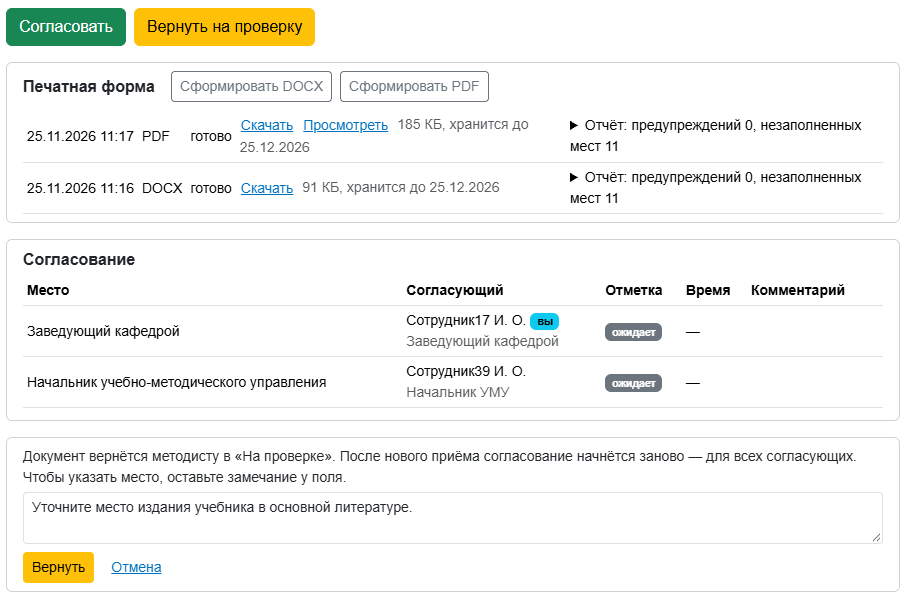 Согласовать Вернуть на проверку
Печатная форма Сформировать DOCX Сформировать PDF
25.11.2026 11:17 PDF готово Скачать Просмотреть 185 КБ, хранится до 25.12.2026 ▶ Отчёт: предупреждений 0, незаполненных мест 11
25.11.2026 11:16 DOCX готово Скачать 91 КБ, хранится до 25.12.2026 ▶ Отчёт: предупреждений 0, незаполненных мест 11
Согласование
Место Согласующий Отметка Время Комментарий
Заведующий кафедрой Сотрудник17 И. О. вы ожидает —
Заведующий кафедрой
Начальник учебно-методического управления Сотрудник39 И. О. ожидает —
Начальник УМУ
Документ вернётся методисту в «На проверке». После нового приёма согласование начнётся заново — для всех согласующих.
Чтобы указать место, оставьте замечание у поля.
Уточните место издания учебника в основной литературе.
Вернуть Отмена